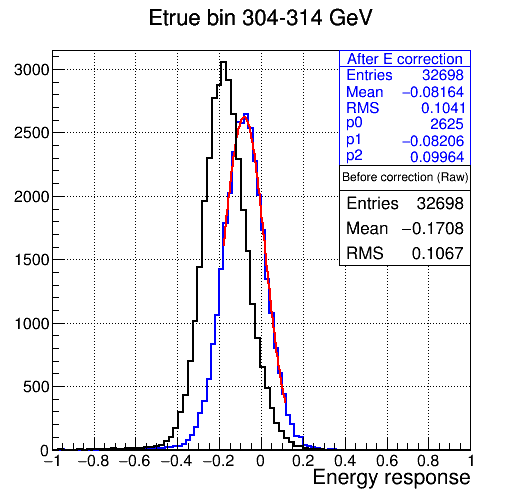 Etrue bin 304-314 GeV
After E correction
Entries 32698
Mean −0.08164
RMS 0.1041
p0 2625
p1 −0.08206
p2 0.09964
Before correction (Raw)
Entries 32698
Mean −0.1708
RMS 0.1067
3000
2500
2000
1500
1000
500
0
−1 −0.8 −0.6 −0.4 −0.2 0 0.2 0.4 0.6 0.8 1
Energy response